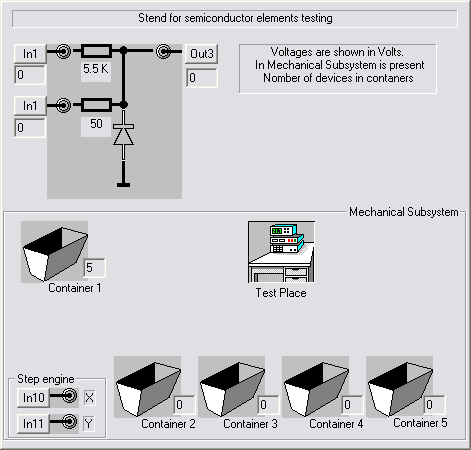 Stend for semiconductor elements testing
In1
5.5 K
Out3
0
0
In1
50
0
Voltages are shown in Volts.
In Mechanical Subsystem is present
Nomber of devices in contaners
Mechanical Subsystem
5
Container 1
Test Place
Step engine
In10 X
In11 Y
0
Container 2
0
Container 3
0
Container 4
0
Container 5